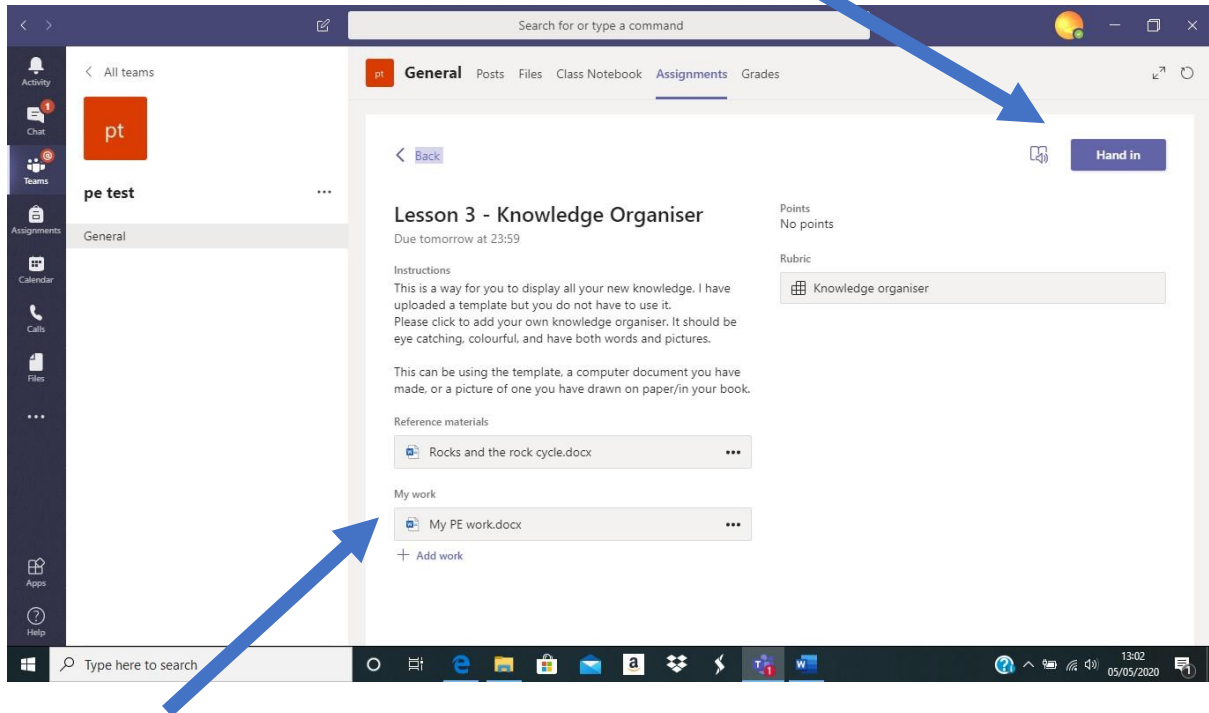 Search for or type a command
Activity
1
Chat
Teams
Assignments
Calendar
Calls
Files
Apps
Help
All teams
pt
pe test
General
pt General Posts Files Class Notebook Assignments Grades
Back
Hand in
Lesson 3 - Knowledge Organiser
Due tomorrow at 23:59
Instructions
This is a way for you to display all your new knowledge. I have
uploaded a template but you do not have to use it.
Please click to add your own knowledge organiser. It should be
eye catching, colourful, and have both words and pictures.
This can be using the template, a computer document you have
made, or a picture of one you have drawn on paper/in your book.
Reference materials
Rocks and the rock cycle.docx
My work
My PE work.docx
+ Add work
Points
No points
Rubric
Knowledge organiser
Type here to search
13:02
05/05/2020
1